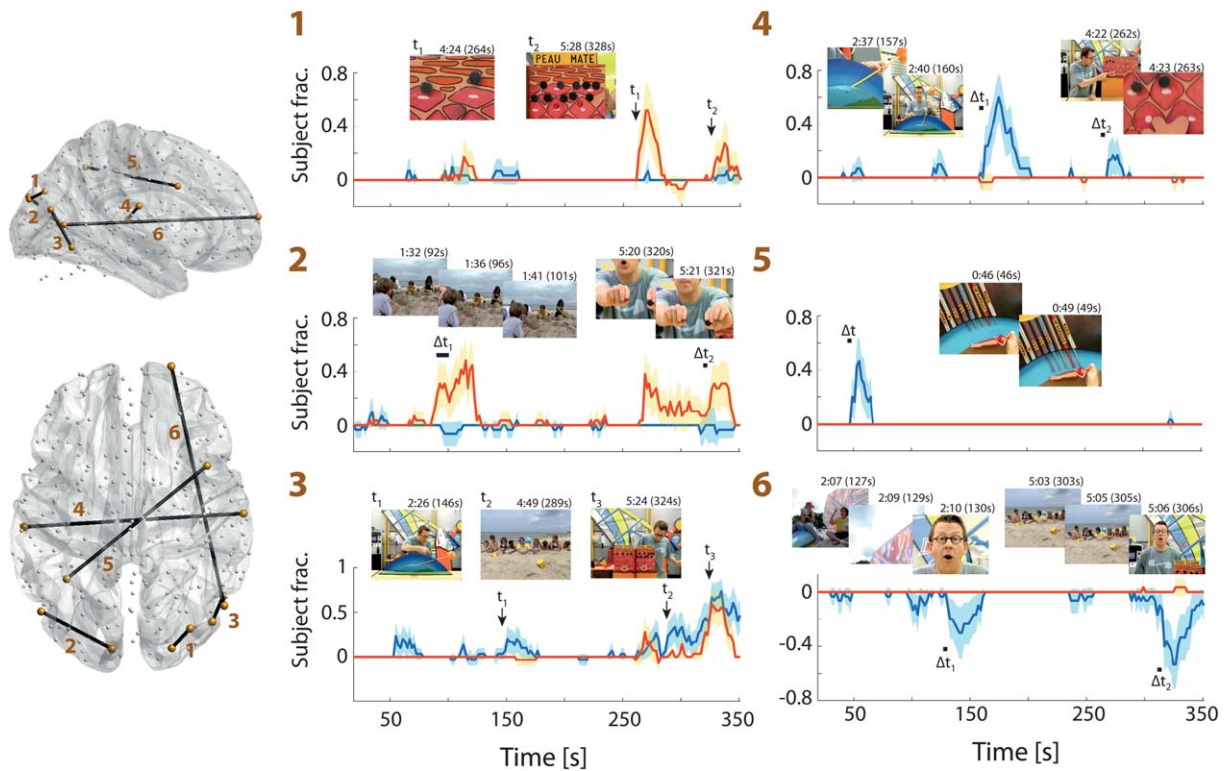 1
t1 4:24 (264s)
t2 5:28 (328s)
PEAU MATE
Subject frac.
0.8
0.4
0
t1
t2
4
2:37 (157s)
2:40 (160s)
4:22 (262s)
4:23 (263s)
0.8
0.4
0
Δt1
Δt2
5
1
2
4
3
6
2
1:32 (92s)
1:36 (96s)
1:41 (101s)
5:20 (320s)
5:21 (321s)
Subject frac.
0.8
0.4
0
Δt1
Δt2
5
0:46 (46s)
0:49 (49s)
0.8
0.4
0
Δt
6
4
5
3
2
1
3
t1 2:26 (146s)
t2 4:49 (289s)
t3 5:24 (324s)
Subject frac.
1
0.5
0
t1
t2
t3
50 150 250 350
Time [s]
6
2:07 (127s)
2:09 (129s)
2:10 (130s)
5:03 (303s)
5:05 (305s)
5:06 (306s)
0
-0.4
-0.8
Δt1
Δt2
50 150 250 350
Time [s]